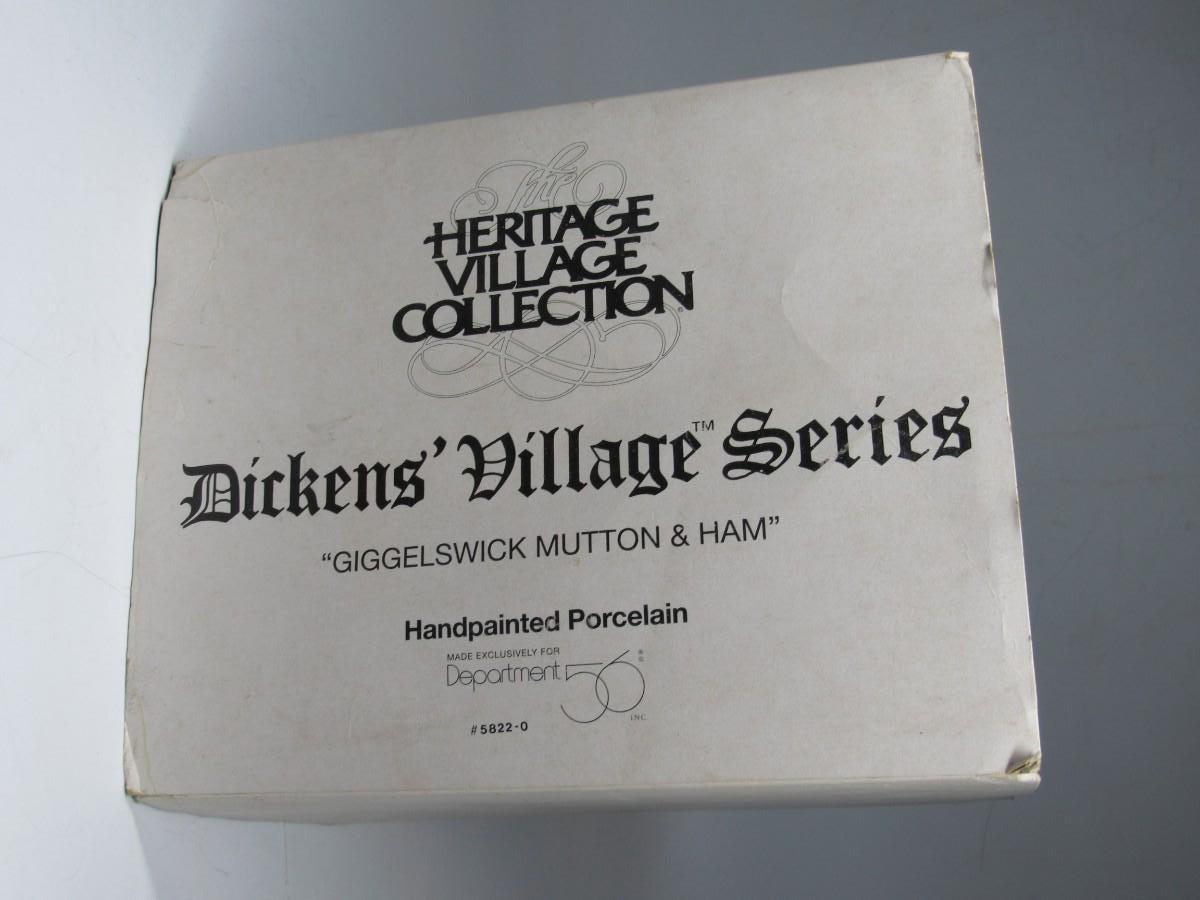 The
HERITAGE
VILLAGE
COLLECTION®
Dickens' Village™ Series
“GIGGELSWICK MUTTON & HAM”
Handpainted Porcelain
MADE EXCLUSIVELY FOR
Department 56®
INC.
#5822-0